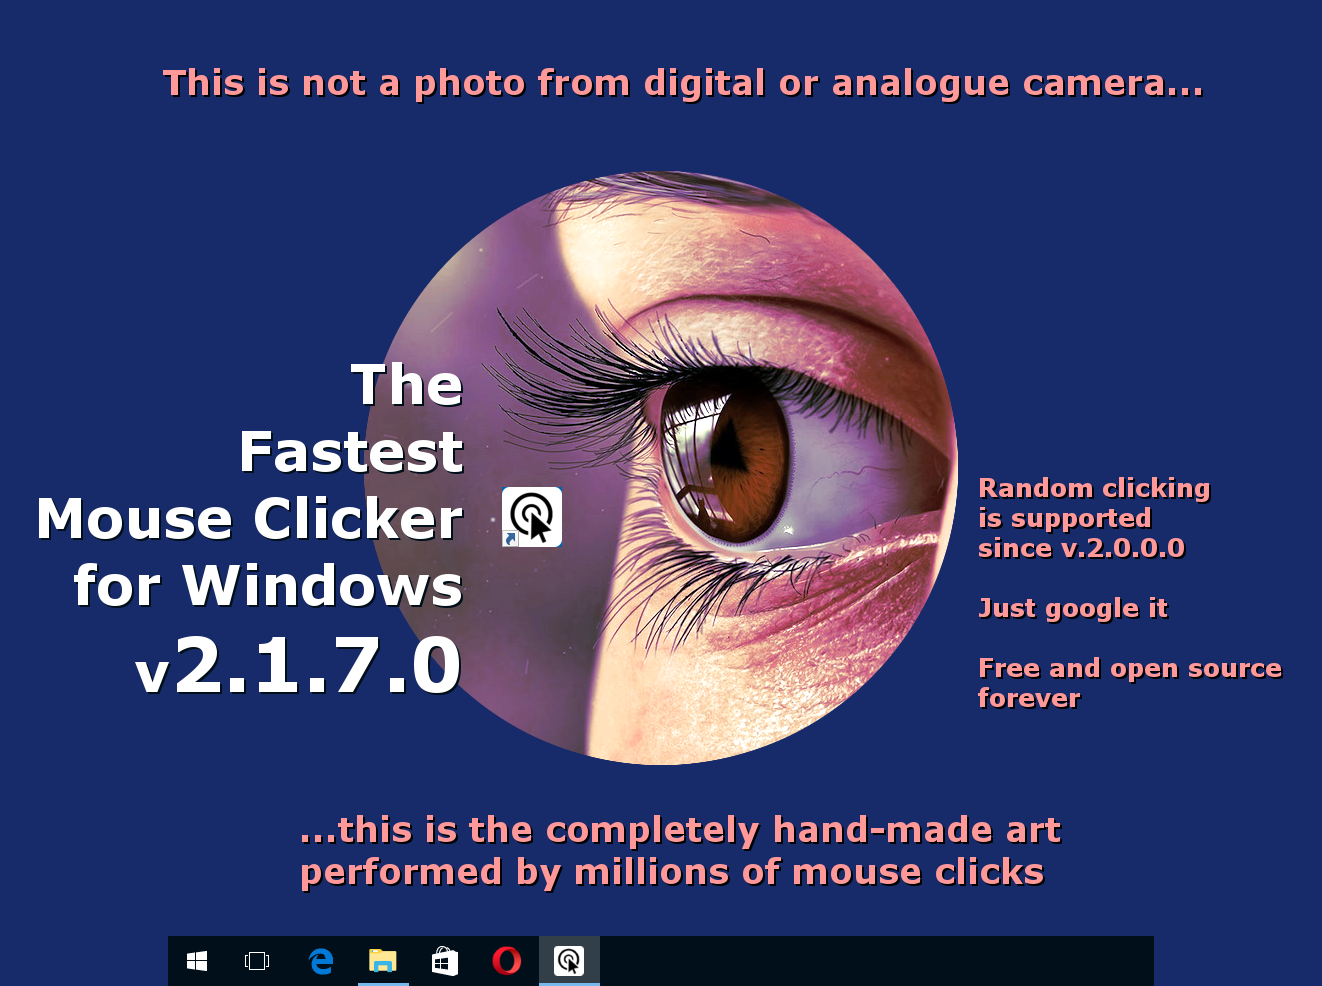 This is not a photo from digital or analogue camera...
The
Fastest
Mouse Clicker
for Windows
v2.1.7.0
Random clicking
is supported
since v.2.0.0.0
Just google it
Free and open source
forever
...this is the completely hand-made art
performed by millions of mouse clicks